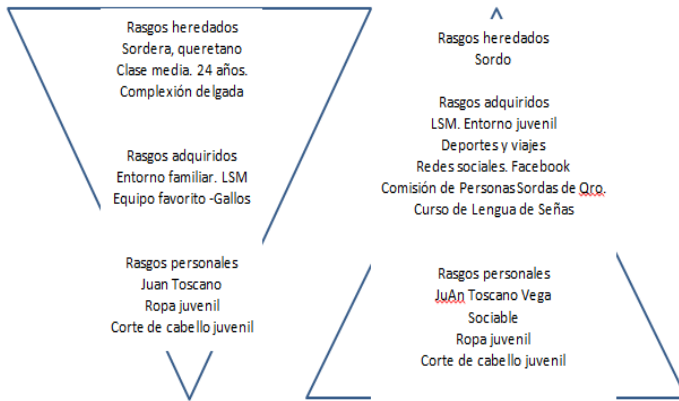 Rasgos heredados
Sordera, queretano
Clase media. 24 años.
Complexión delgada
Rasgos adquiridos
Entorno familiar. LSM
Equipo favorito -Gallos
Rasgos personales
Juan Toscano
Ropa juvenil
Corte de cabello juvenil
Rasgos heredados
Sordo
Rasgos adquiridos
LSM. Entorno juvenil
Deportes y viajes
Redes sociales. Facebook
Comisión de Personas Sordas de Qro.
Curso de Lengua de Señas
Rasgos personales
JuAn Toscano Vega
Sociable
Ropa juvenil
Corte de cabello juvenil